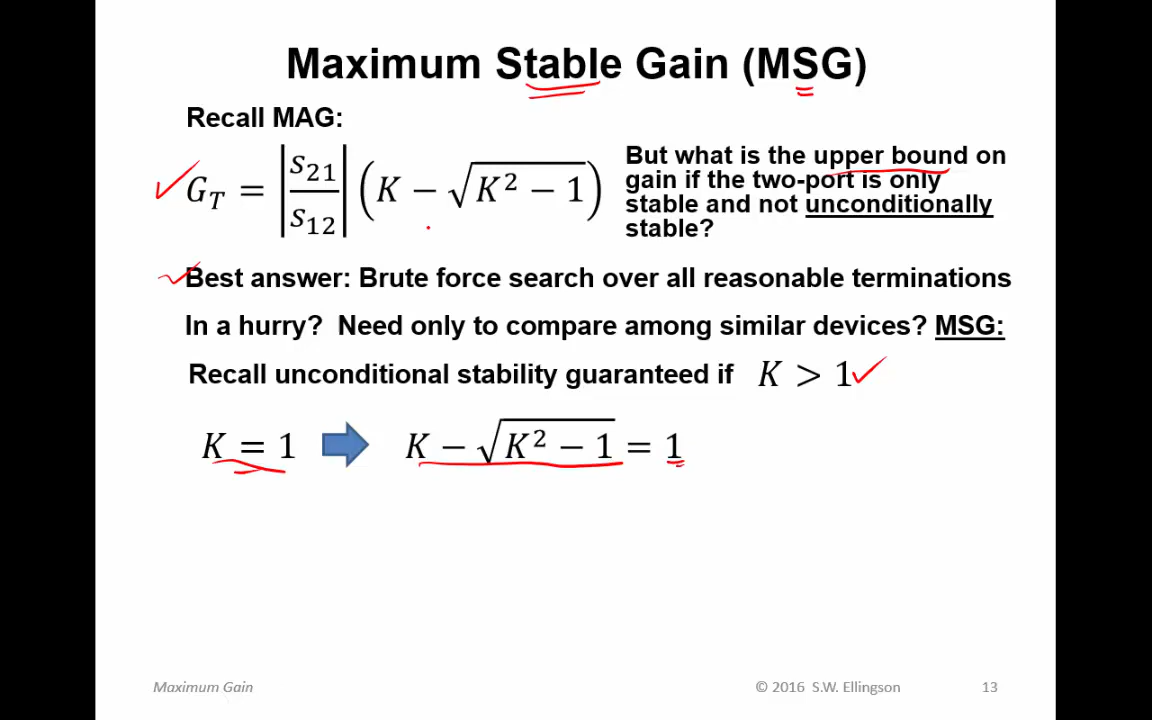 Maximum Stable Gain (MSG)
Recall MAG:
G_T = |s_21/s_12| (K − √(K² − 1))
But what is the upper bound on
gain if the two-port is only
stable and not unconditionally
stable?
Best answer: Brute force search over all reasonable terminations
In a hurry? Need only to compare among similar devices? MSG:
Recall unconditional stability guaranteed if K > 1
K = 1 K − √(K² − 1) = 1
Maximum Gain © 2016 S.W. Ellingson 13